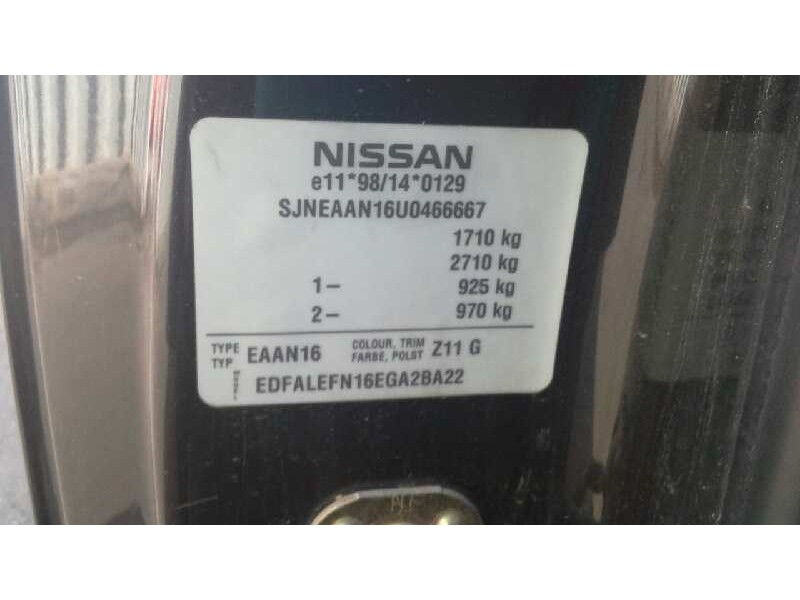 NISSAN
e11*98/14*0129
SJNEAAN16U0466667
1710 kg
2710 kg
1- 925 kg
2- 970 kg
TYPE TYP EAAN16 COLOUR, TRIM FARBE, POLST Z11 G
MODEL EDFALEFN16EGA2BA22